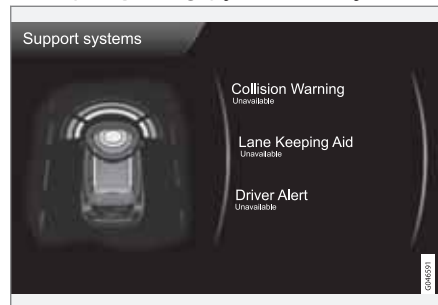 Support systems
Collision Warning
Unavailable
Lane Keeping Aid
Unavailable
Driver Alert
Unavailable
G046591